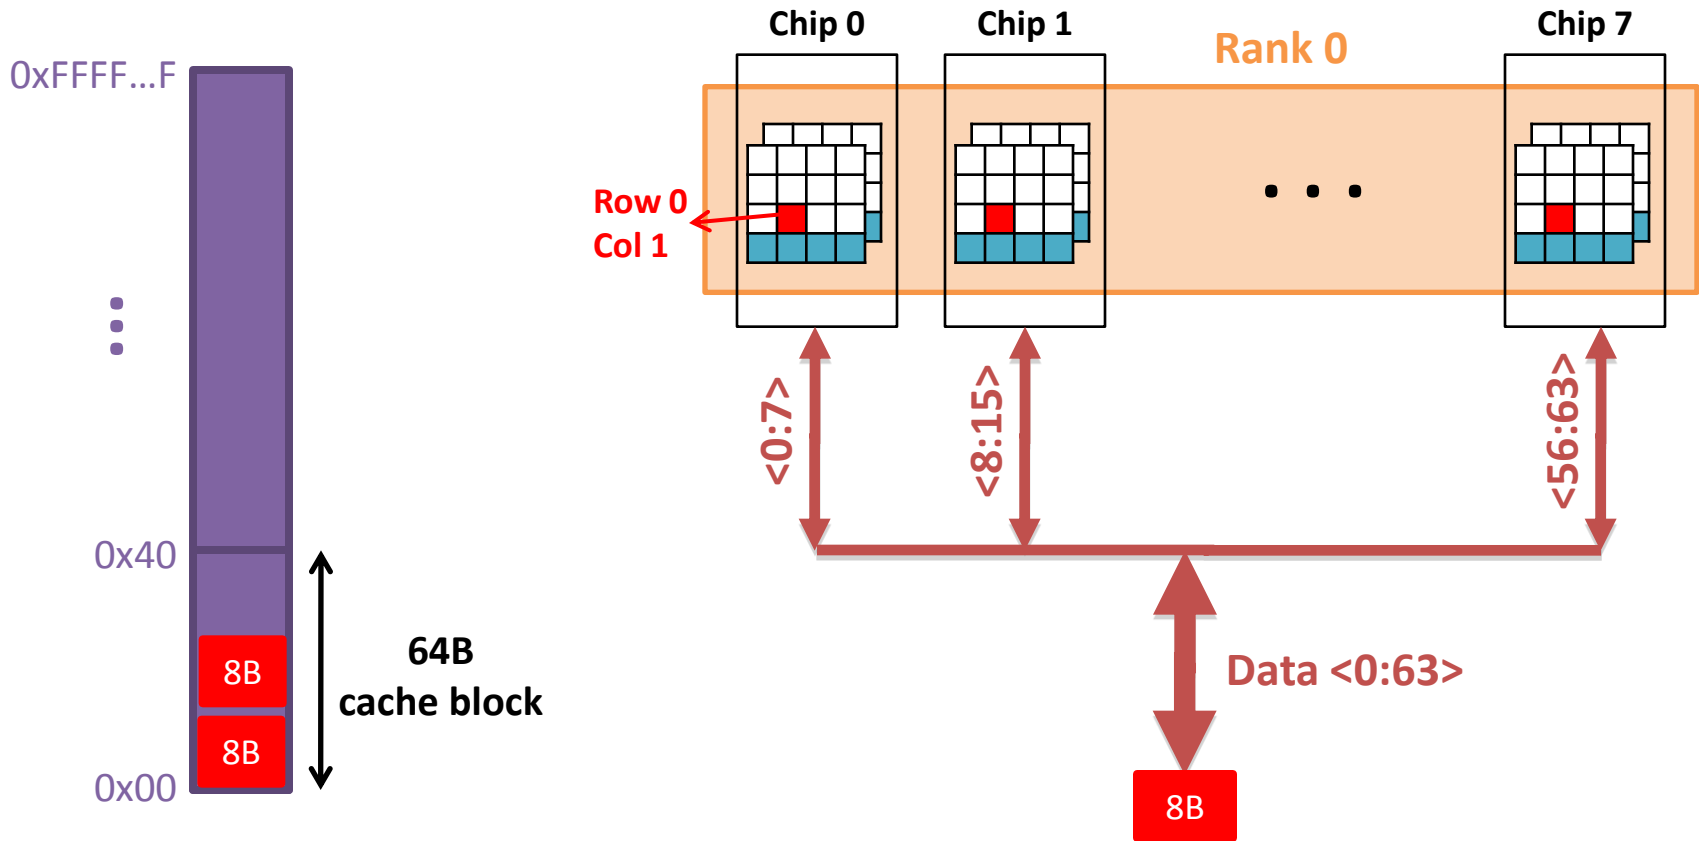 Chip 0
Chip 1
Chip 7
Rank 0
0xFFFF...F
Row 0
Col 1
<0:7>
<8:15>
<56:63>
0x40
64B
cache block
8B
8B
0x00
Data <0:63>
8B